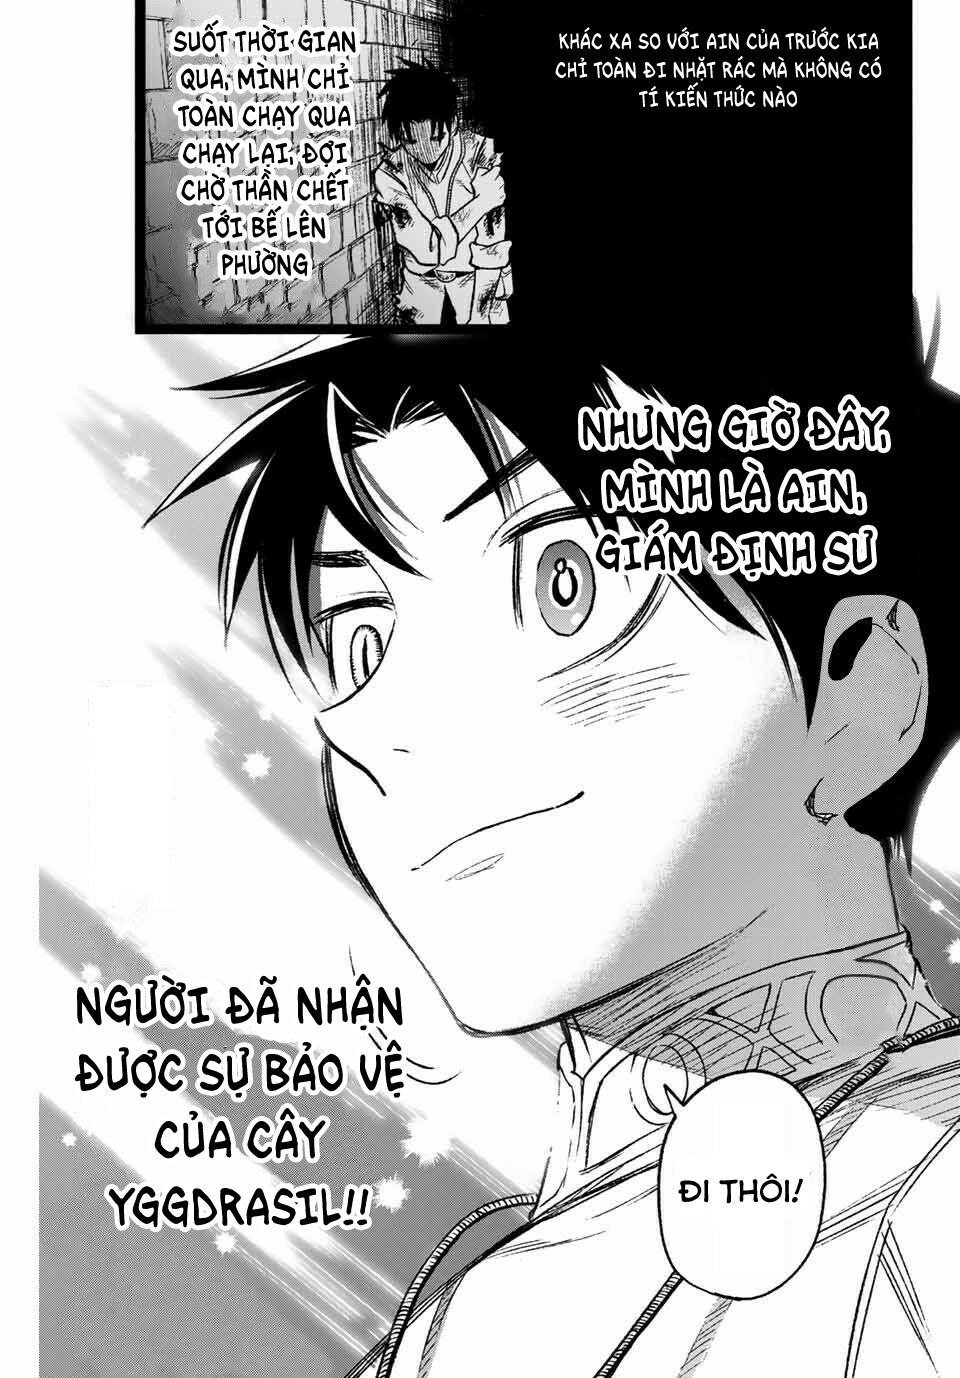 KHÁC XA SO VỚI AIN CỦA TRƯỚC KIA
CHỈ TOÀN ĐI NHẶT RÁC MÀ KHÔNG CÓ
TÍ KIẾN THỨC NÀO
SUỐT THỜI GIAN
QUA, MÌNH CHỈ
TOÀN CHẠY QUA
CHẠY LẠI, ĐỢI
CHỜ THẦN CHẾT
TỚI BẾ LÊN
PHƯỜNG
NHƯNG GIỜ ĐÂY,
MÌNH LÀ AIN,
GIÁM ĐỊNH SƯ
NGƯỜI ĐÃ NHẬN
ĐƯỢC SỰ BẢO VỆ
CỦA CÂY
YGGDRASIL!!
ĐI THÔI!